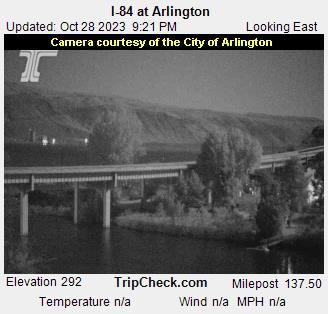 I-84 at Arlington
Updated: Oct 28 2023 9:21 PM Looking East
Camera courtesy of the City of Arlington
Elevation 292 TripCheck.com Milepost 137.50
Temperature n/a Wind n/a MPH n/a